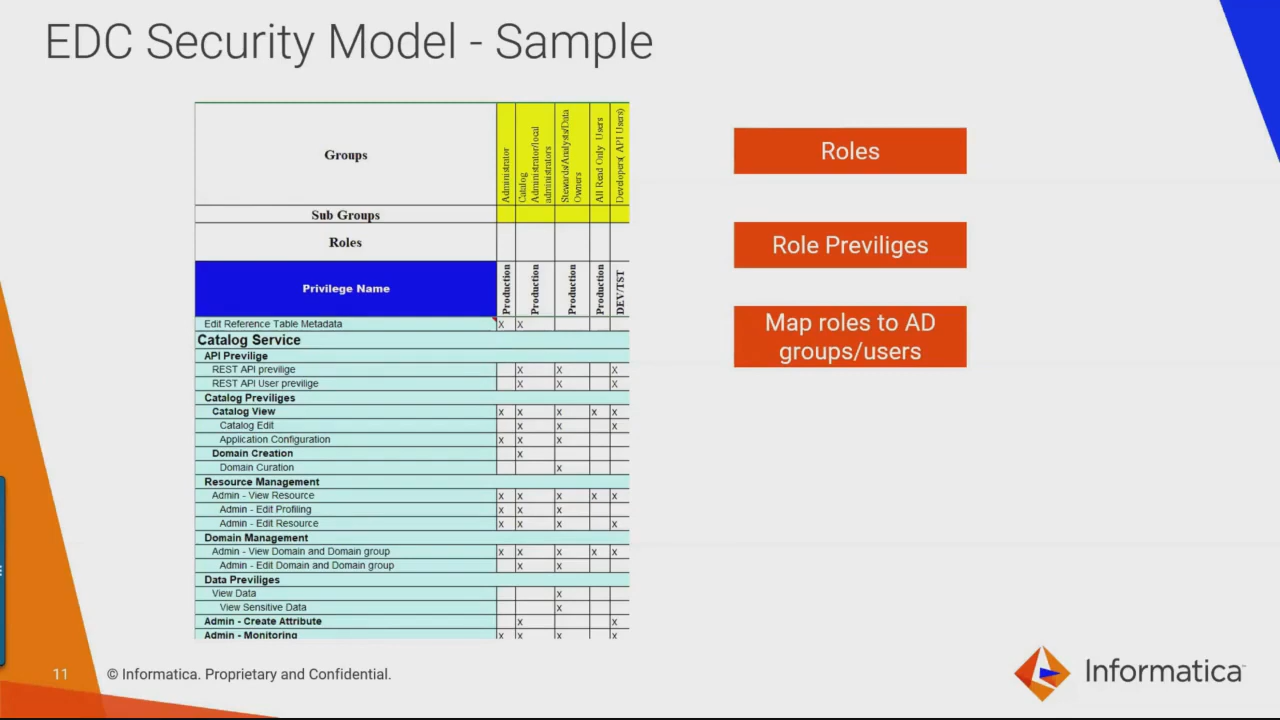 EDC Security Model - Sample
Groups
Administrator
Catalog
Administrator/local
administrators
Stewards/Analysts/Data
Owners
All Read Only Users
Developers( API Users)
Sub Groups
Roles
Privilege Name
Production
Production
Production
Production
DEV/TST
Edit Reference Table Metadata X X
Catalog Service
API Previlige
REST API previlige X X X
REST API User previlige X X X
Catalog Previliges
Catalog View X X X X X
Catalog Edit X X X
Application Configuration X X X
Domain Creation X
Domain Curation X
Resource Management
Admin - View Resource X X X X X
Admin - Edit Profiling X X X
Admin - Edit Resource X X X X
Domain Management
Admin - View Domain and Domain group X X X X X
Admin - Edit Domain and Domain group X X
Data Previliges
View Data X
View Sensitive Data X
Admin - Create Attribute X X
Admin - Monitoring X X X X
Roles
Role Previliges
Map roles to AD
groups/users
11
© Informatica. Proprietary and Confidential.
Informatica